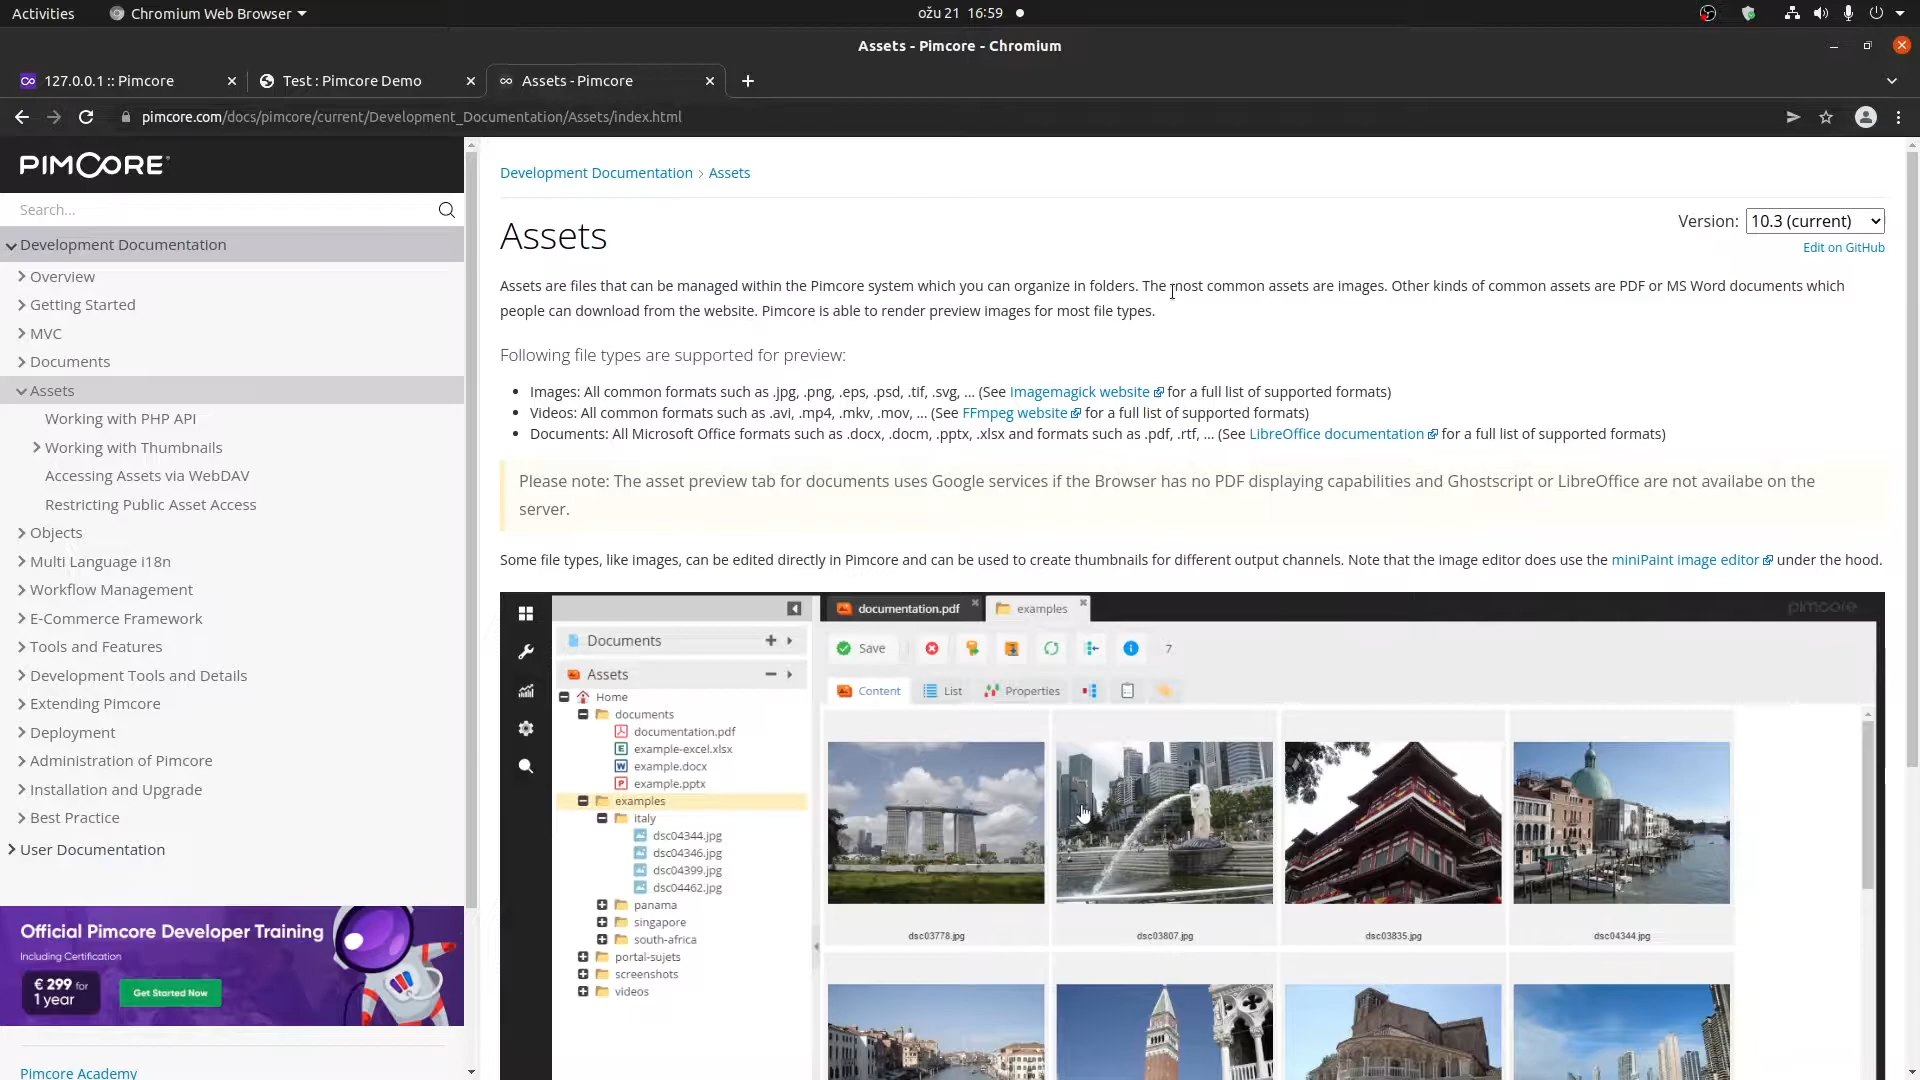 Activities
Chromium Web Browser
ožu 21 16:59
Assets - Pimcore - Chromium
127.0.0.1 :: Pimcore
Test : Pimcore Demo
Assets - Pimcore
pimcore.com/docs/pimcore/current/Development_Documentation/Assets/index.html
PIMCORE
Search...
Development Documentation
Overview
Getting Started
MVC
Documents
Assets
Working with PHP API
Working with Thumbnails
Accessing Assets via WebDAV
Restricting Public Asset Access
Objects
Multi Language i18n
Workflow Management
E-Commerce Framework
Tools and Features
Development Tools and Details
Extending Pimcore
Deployment
Administration of Pimcore
Installation and Upgrade
Best Practice
User Documentation
Official Pimcore Developer Training
Including Certification
€ 299 for
1 year
Get Started Now
Pimcore Academy
Development Documentation > Assets
Assets
Version: 10.3 (current)
Edit on GitHub
Assets are files that can be managed within the Pimcore system which you can organize in folders. The most common assets are images. Other kinds of common assets are PDF or MS Word documents which
people can download from the website. Pimcore is able to render preview images for most file types.
Following file types are supported for preview:
• Images: All common formats such as .jpg, .png, .eps, .psd, .tif, .svg, ... (See Imagemagick website for a full list of supported formats)
• Videos: All common formats such as .avi, .mp4, .mkv, .mov, ... (See FFmpeg website for a full list of supported formats)
• Documents: All Microsoft Office formats such as .docx, .docm, .pptx, .xlsx and formats such as .pdf, .rtf, ... (See LibreOffice documentation for a full list of supported formats)
Please note: The asset preview tab for documents uses Google services if the Browser has no PDF displaying capabilities and Ghostscript or LibreOffice are not availabe on the
server.
Some file types, like images, can be edited directly in Pimcore and can be used to create thumbnails for different output channels. Note that the image editor does use the miniPaint image editor under the hood.
documentation.pdf
examples
pimcore
Documents
Assets
Home
documents
documentation.pdf
example-excel.xlsx
example.docx
example.pptx
examples
italy
dsc04344.jpg
dsc04346.jpg
dsc04399.jpg
dsc04462.jpg
panama
singapore
south-africa
portal-sujets
screenshots
videos
Save
7
Content
List
Properties
dsc03778.jpg
dsc03807.jpg
dsc03835.jpg
dsc04344.jpg